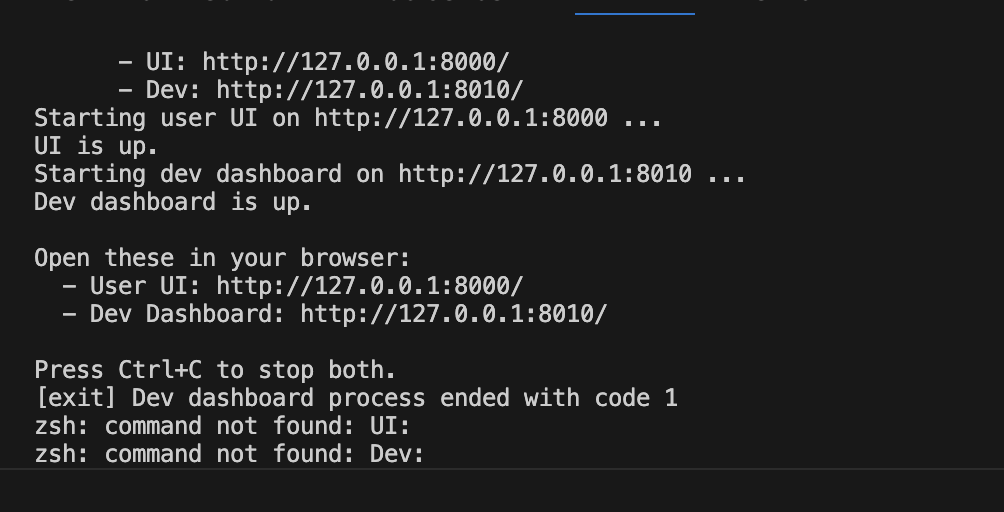 - UI: http://127.0.0.1:8000/
- Dev: http://127.0.0.1:8010/
Starting user UI on http://127.0.0.1:8000 ...
UI is up.
Starting dev dashboard on http://127.0.0.1:8010 ...
Dev dashboard is up.
Open these in your browser:
- User UI: http://127.0.0.1:8000/
- Dev Dashboard: http://127.0.0.1:8010/
Press Ctrl+C to stop both.
[exit] Dev dashboard process ended with code 1
zsh: command not found: UI:
zsh: command not found: Dev: